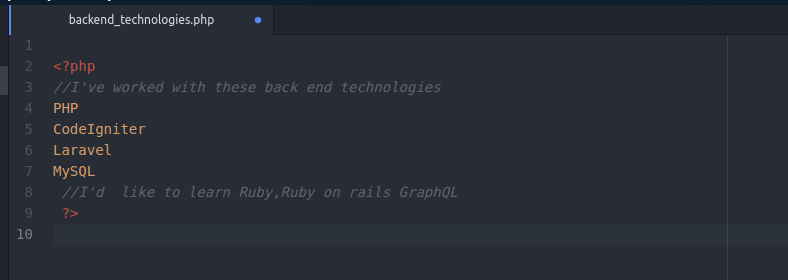 backend_technologies.php
1
2 <?php
3 //I've worked with these back end technologies
4 PHP
5 CodeIgniter
6 Laravel
7 MySQL
8 //I'd  like to learn Ruby,Ruby on rails GraphQL
9 ?>
10